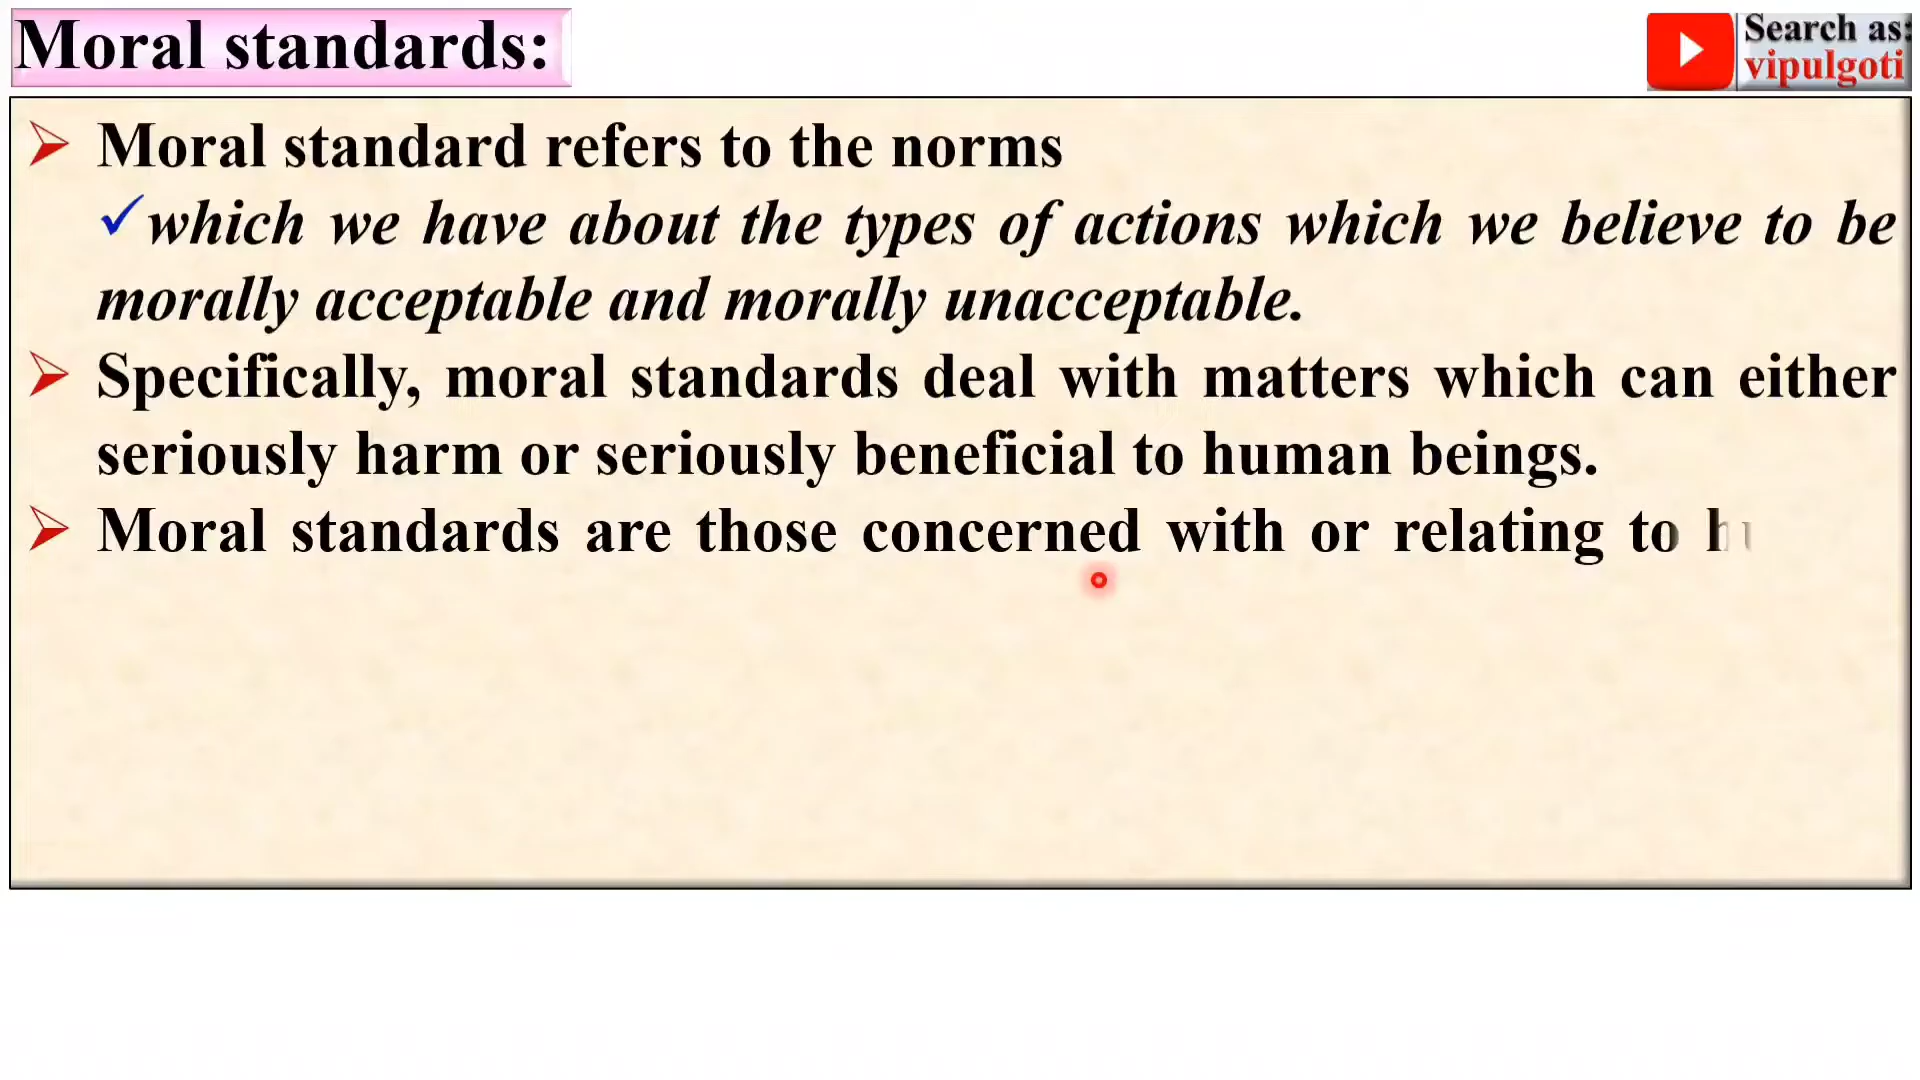 Moral standards:
Search as:
vipulgoti
Moral standard refers to the norms
which we have about the types of actions which we believe to be
morally acceptable and morally unacceptable.
Specifically, moral standards deal with matters which can either
seriously harm or seriously beneficial to human beings.
Moral standards are those concerned with or relating to